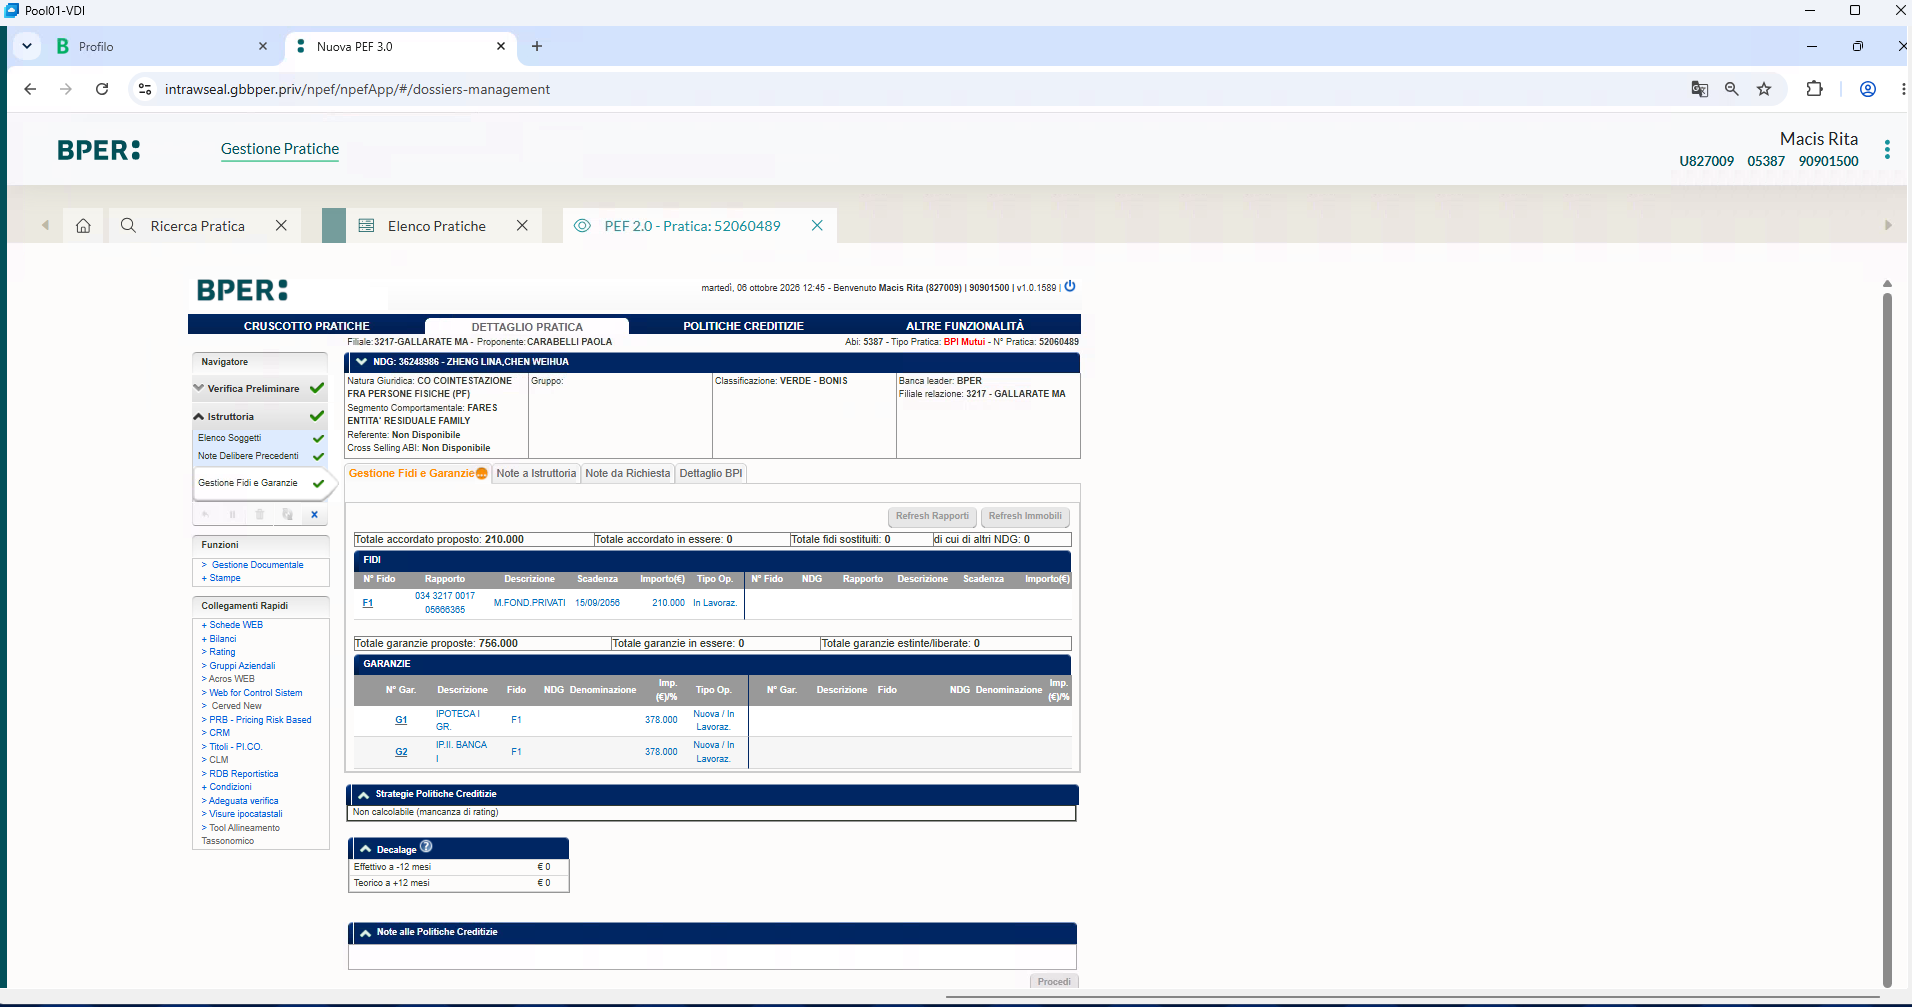 Pool01-VDI
Profilo
Nuova PEF 3.0
intrawseal.gbbper.priv/npef/npefApp/#/dossiers-management
BPER:
Gestione Pratiche
Macis Rita
U827009 05387 90901500
Ricerca Pratica
Elenco Pratiche
PEF 2.0 - Pratica: 52060489
BPER:
martedì, 06 ottobre 2026 12:45 - Benvenuto Macis Rita (827009) | 90901500 | v1.0.1589 |
CRUSCOTTO PRATICHE
DETTAGLIO PRATICA
POLITICHE CREDITIZIE
ALTRE FUNZIONALITÀ
Filiale: 3217-GALLARATE MA - Proponente: CARABELLI PAOLA
Abi: 5387 - Tipo Pratica: BPI Mutui - N° Pratica: 52060489
Navigatore
Verifica Preliminare
Istruttoria
Elenco Soggetti
Note Delibere Precedenti
Gestione Fidi e Garanzie
Funzioni
> Gestione Documentale
+ Stampe
Collegamenti Rapidi
+ Schede WEB
+ Bilanci
> Rating
> Gruppi Aziendali
> Acros WEB
> Web for Control Sistem
> Cerved New
> PRB - Pricing Risk Based
> CRM
> Titoli - PI.CO.
> CLM
> RDB Reportistica
+ Condizioni
> Adeguata verifica
> Visure ipocatastali
> Tool Allineamento
Tassonomico
NDG: 36248986 - ZHENG LINA,CHEN WEIHUA
Natura Giuridica: CO COINTESTAZIONE
FRA PERSONE FISICHE (PF)
Segmento Comportamentale: FARES
ENTITA' RESIDUALE FAMILY
Referente: Non Disponibile
Cross Selling ABI: Non Disponibile
Gruppo:
Classificazione: VERDE - BONIS
Banca leader: BPER
Filiale relazione: 3217 - GALLARATE MA
Gestione Fidi e Garanzie
Note a Istruttoria
Note da Richiesta
Dettaglio BPI
Refresh Rapporti
Refresh Immobili
Totale accordato proposto: 210.000
Totale accordato in essere: 0
Totale fidi sostituiti: 0
di cui di altri NDG: 0
FIDI
N° Fido Rapporto Descrizione Scadenza Importo(€) Tipo Op. N° Fido NDG Rapporto Descrizione Scadenza Importo(€)
F1 034 3217 0017 05666365 M.FOND.PRIVATI 15/09/2056 210.000 In Lavoraz.
Totale garanzie proposte: 756.000
Totale garanzie in essere: 0
Totale garanzie estinte/liberate: 0
GARANZIE
N° Gar. Descrizione Fido NDG Denominazione Imp. (€)/% Tipo Op. N° Gar. Descrizione Fido NDG Denominazione Imp. (€)/%
G1 IPOTECA I GR. F1 378.000 Nuova / In Lavoraz.
G2 IP.II. BANCA I F1 378.000 Nuova / In Lavoraz.
Strategie Politiche Creditizie
Non calcolabile (mancanza di rating)
Decalage ?
Effettivo a -12 mesi € 0
Teorico a +12 mesi € 0
Note alle Politiche Creditizie
Procedi